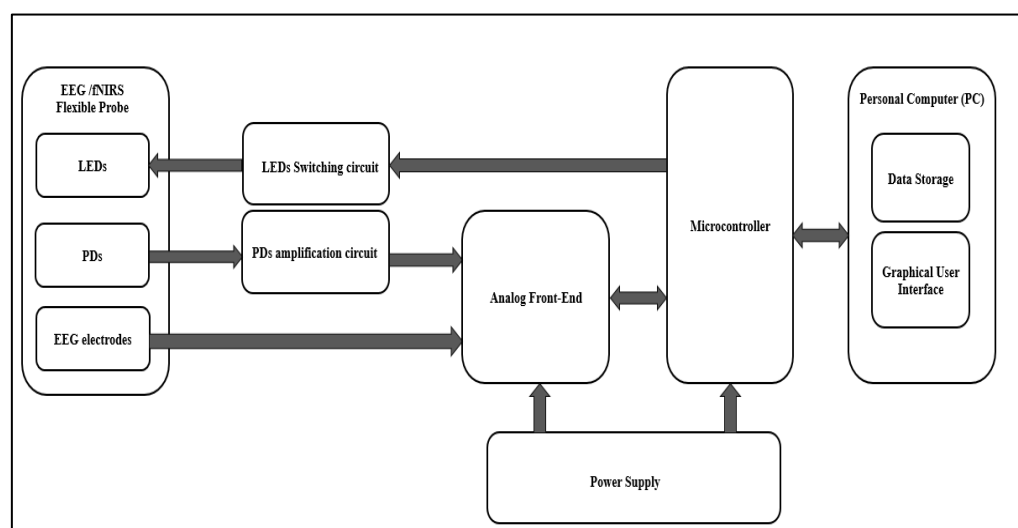 EEG /fNIRS
Flexible Probe
LEDs
PDs
EEG electrodes
LEDs Switching circuit
PDs amplification circuit
Analog Front-End
Microcontroller
Personal Computer (PC)
Data Storage
Graphical User
Interface
Power Supply